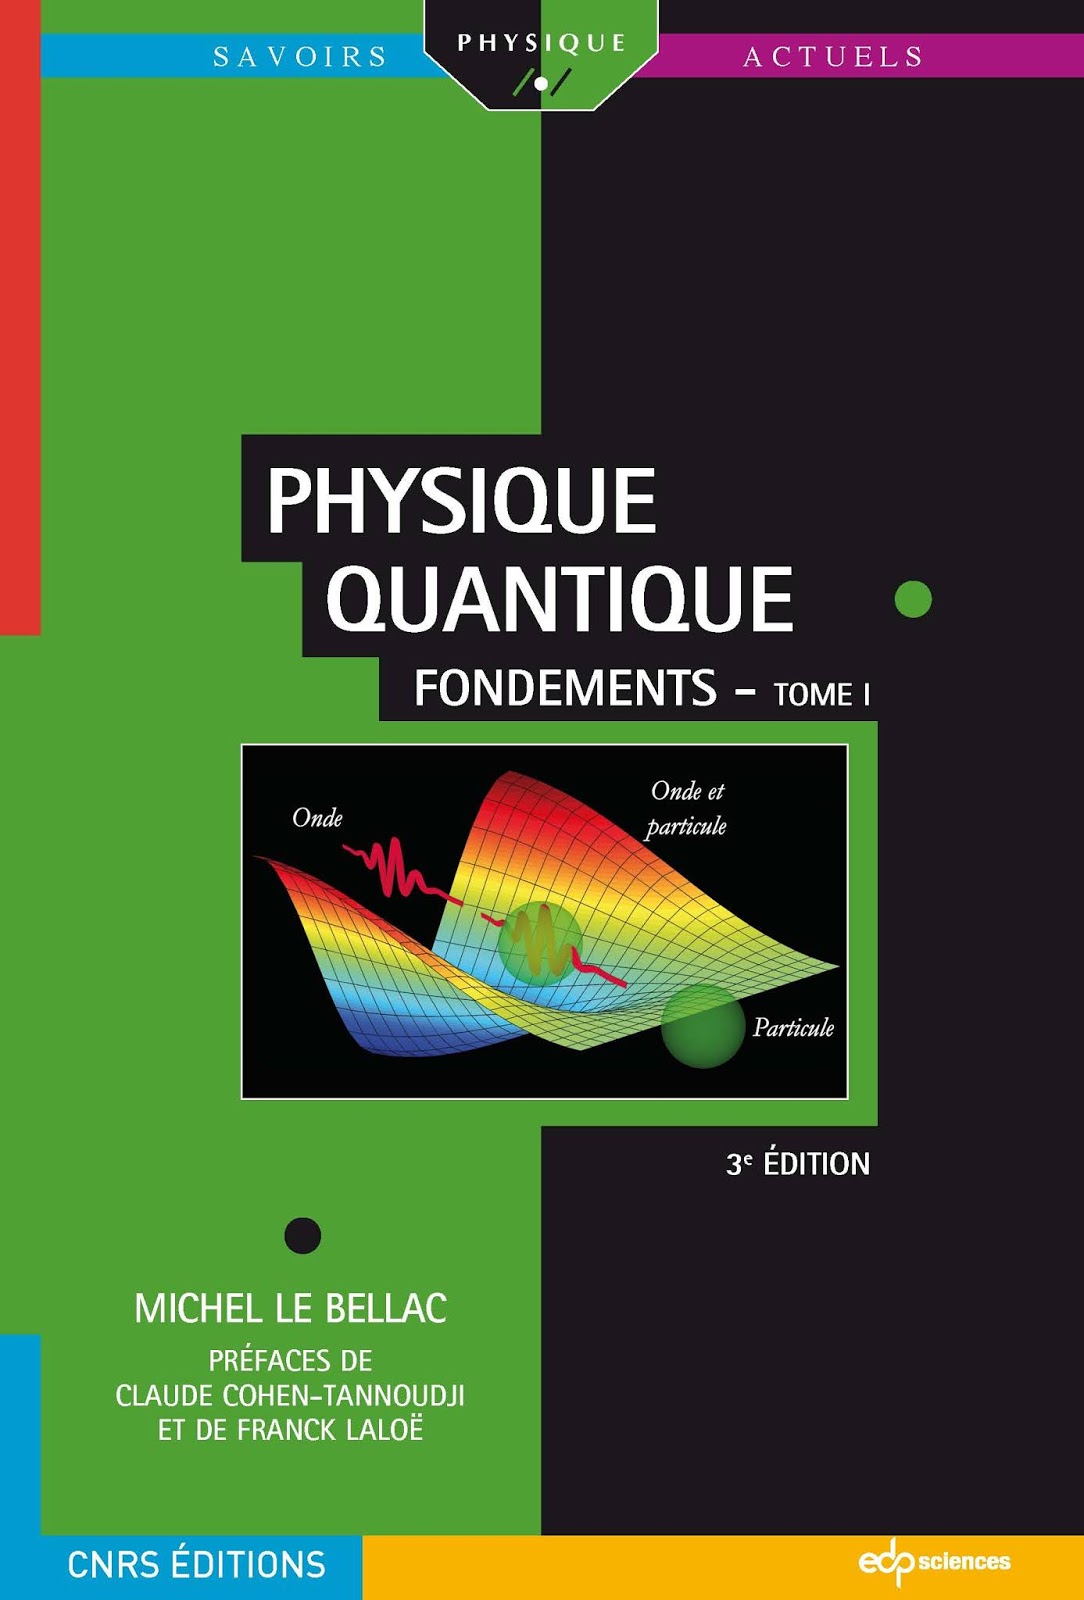 SAVOIRS
PHYSIQUE
ACTUELS
PHYSIQUE
QUANTIQUE
FONDEMENTS – TOME I
Onde
Onde et
particule
Particule
3e ÉDITION
MICHEL LE BELLAC
PRÉFACES DE
CLAUDE COHEN-TANNOUDJI
ET DE FRANCK LALOË
CNRS ÉDITIONS
edp sciences